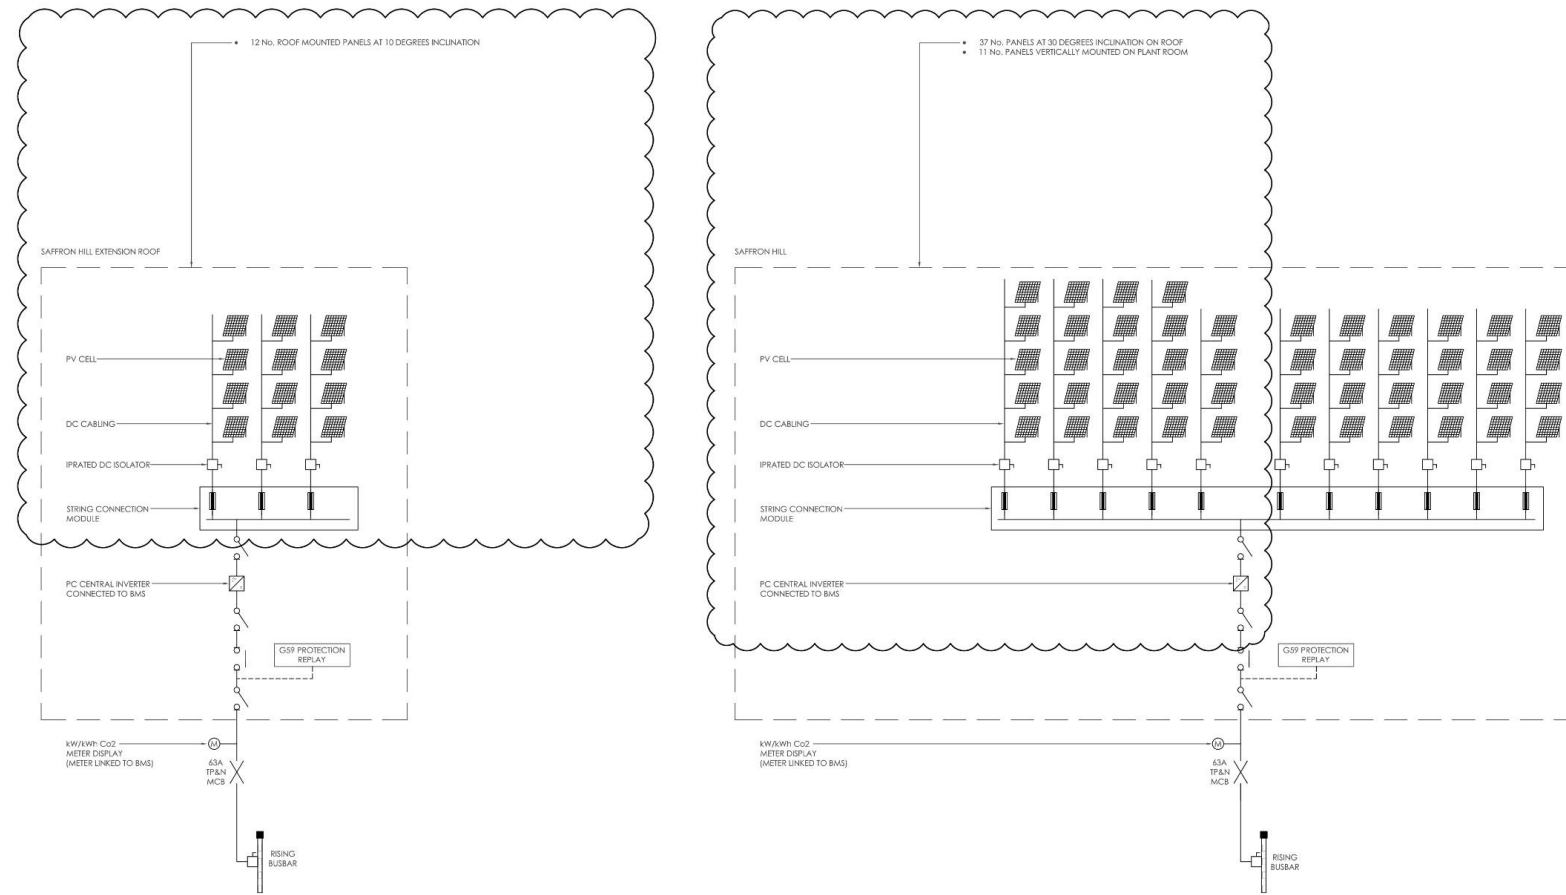 12 No. ROOF MOUNTED PANELS AT 10 DEGREES INCLINATION
SAFFRON HILL EXTENSION ROOF
PV CELL
DC CABLING
IPRATED DC ISOLATOR
STRING CONNECTION
MODULE
PC CENTRAL INVERTER
CONNECTED TO BMS
G59 PROTECTION
REPLAY
kW/kWh Co2
METER DISPLAY
(METER LINKED TO BMS)
M
63A
TP&N
MCB
RISING
BUSBAR
37 No. PANELS AT 30 DEGREES INCLINATION ON ROOF
11 No. PANELS VERTICALLY MOUNTED ON PLANT ROOM
SAFFRON HILL
PV CELL
DC CABLING
IPRATED DC ISOLATOR
STRING CONNECTION
MODULE
PC CENTRAL INVERTER
CONNECTED TO BMS
G59 PROTECTION
REPLAY
kW/kWh Co2
METER DISPLAY
(METER LINKED TO BMS)
M
63A
TP&N
MCB
RISING
BUSBAR